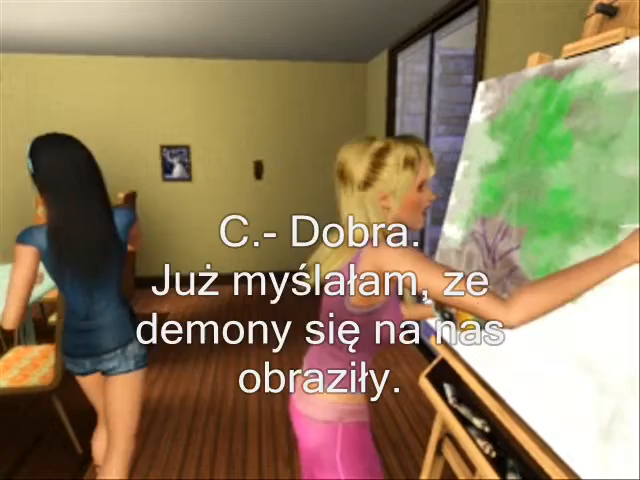 C.- Dobra.
Już myślałam, ze
demony się na nas
obraziły.